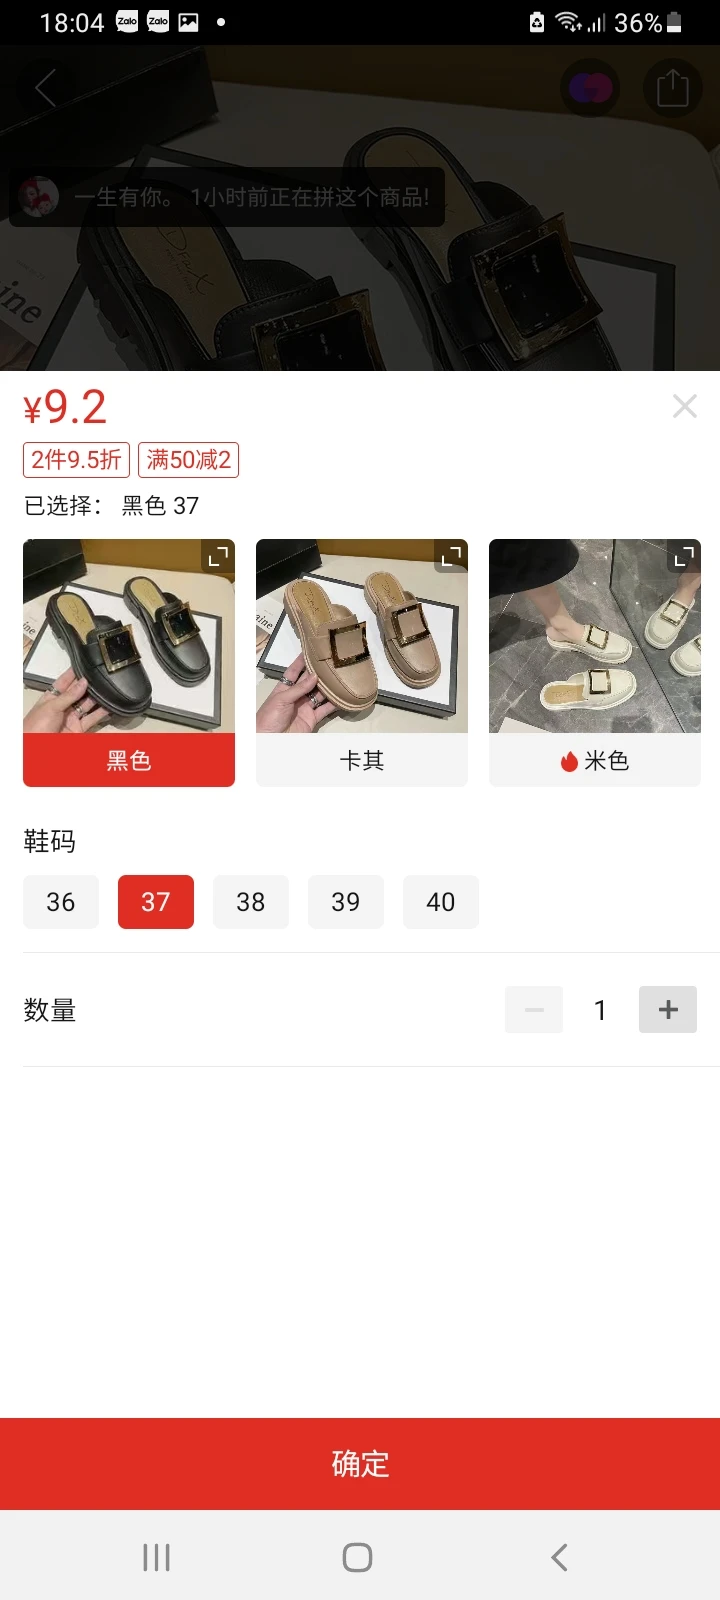 18:04 Zalo Zalo 36%
一生有你。 1小时前正在拼这个商品!
ine
¥9.2
2件9.5折 满50减2
已选择： 黑色 37
黑色 卡其 米色
鞋码
36 37 38 39 40
数量
1
确定